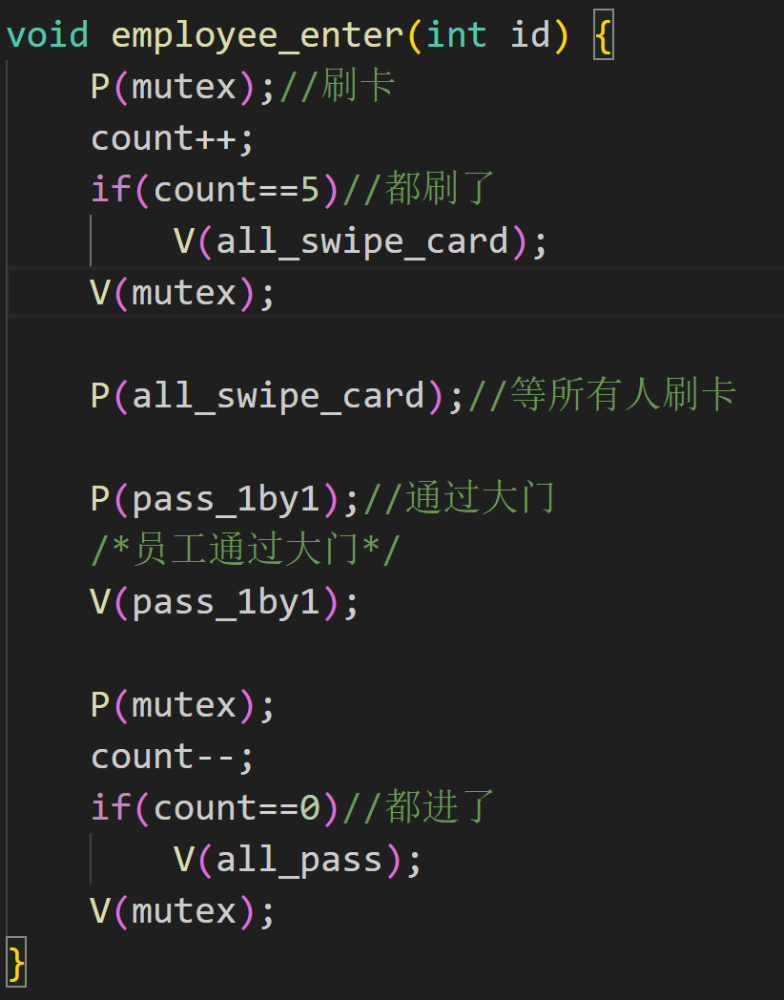 void employee_enter(int id) {
    P(mutex);//刷卡
    count++;
    if(count==5)//都刷了
        V(all_swipe_card);
    V(mutex);

    P(all_swipe_card);//等所有人刷卡

    P(pass_1by1);//通过大门
    /*员工通过大门*/
    V(pass_1by1);

    P(mutex);
    count--;
    if(count==0)//都进了
        V(all_pass);
    V(mutex);
}